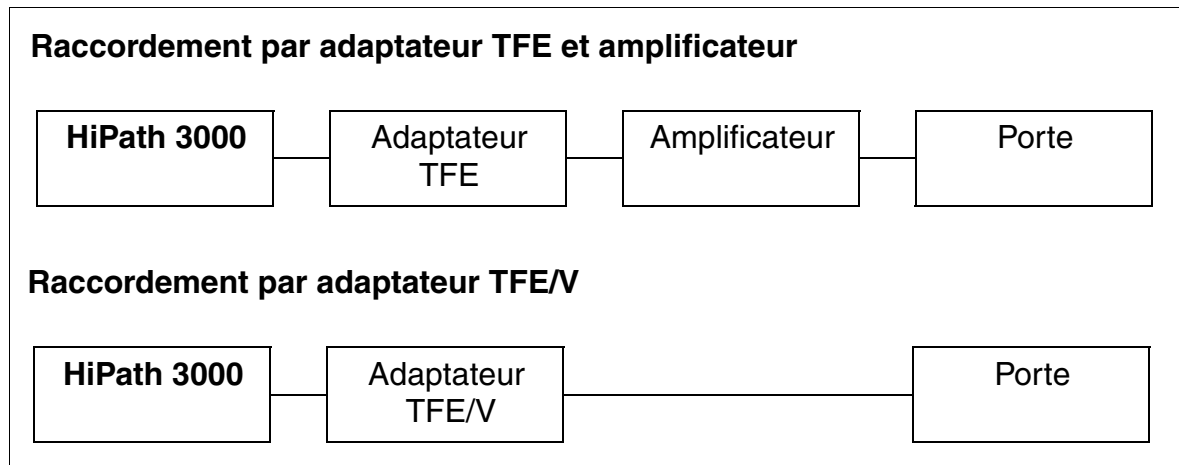 Raccordement par adaptateur TFE et amplificateur
HiPath 3000 Adaptateur Amplificateur Porte
TFE
Raccordement par adaptateur TFE/V
HiPath 3000 Adaptateur Porte
TFE/V